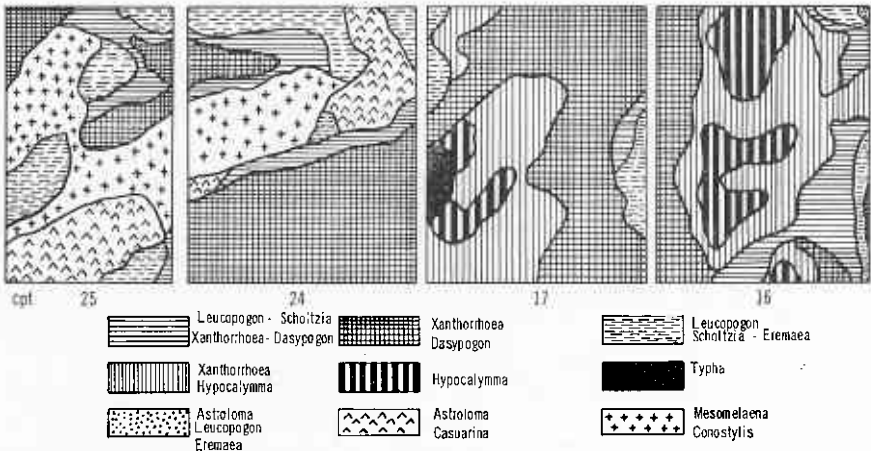 cpt 25 24 17 16
Leucopogon - Scholtzia
Xanthorrhoea - Dasypogon
Xanthorrhoea
Dasypogon
Leucopogon
Scholtzia - Eremaea
Xanthorrhoea
Hypocalymma
Hypocalymma
Typha
Astroloma
Leucopogon
Eremaea
Astroloma
Casuarina
Mesomelaena
Conostylis